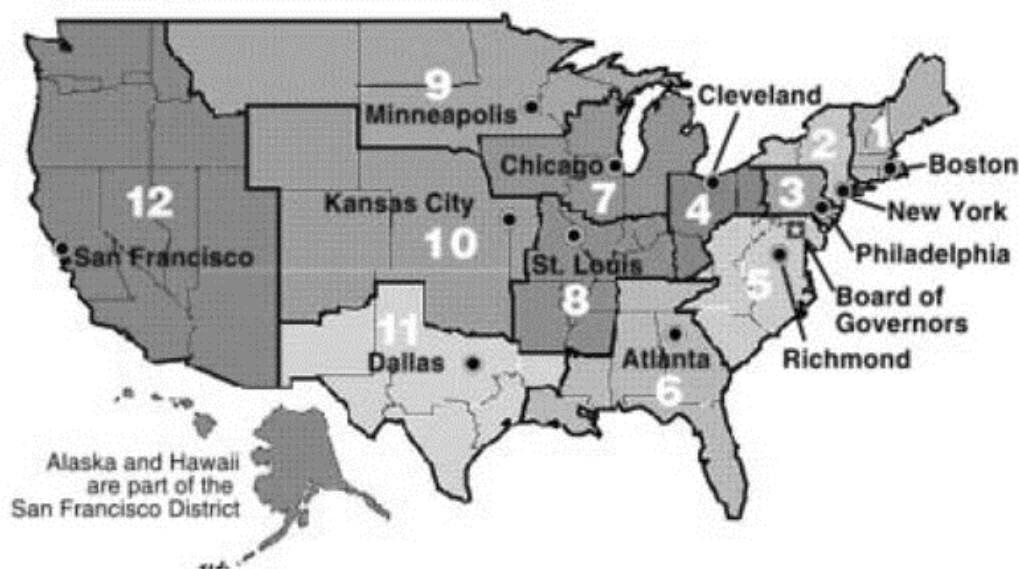 9
Minneapolis
Cleveland
2
1
Chicago
Boston
7
3
12
Kansas City
4
New York
10
San Francisco
St. Louis
Philadelphia
8
5
Board of
Governors
11
Dallas
Atlanta
Richmond
6
Alaska and Hawaii
are part of the
San Francisco District